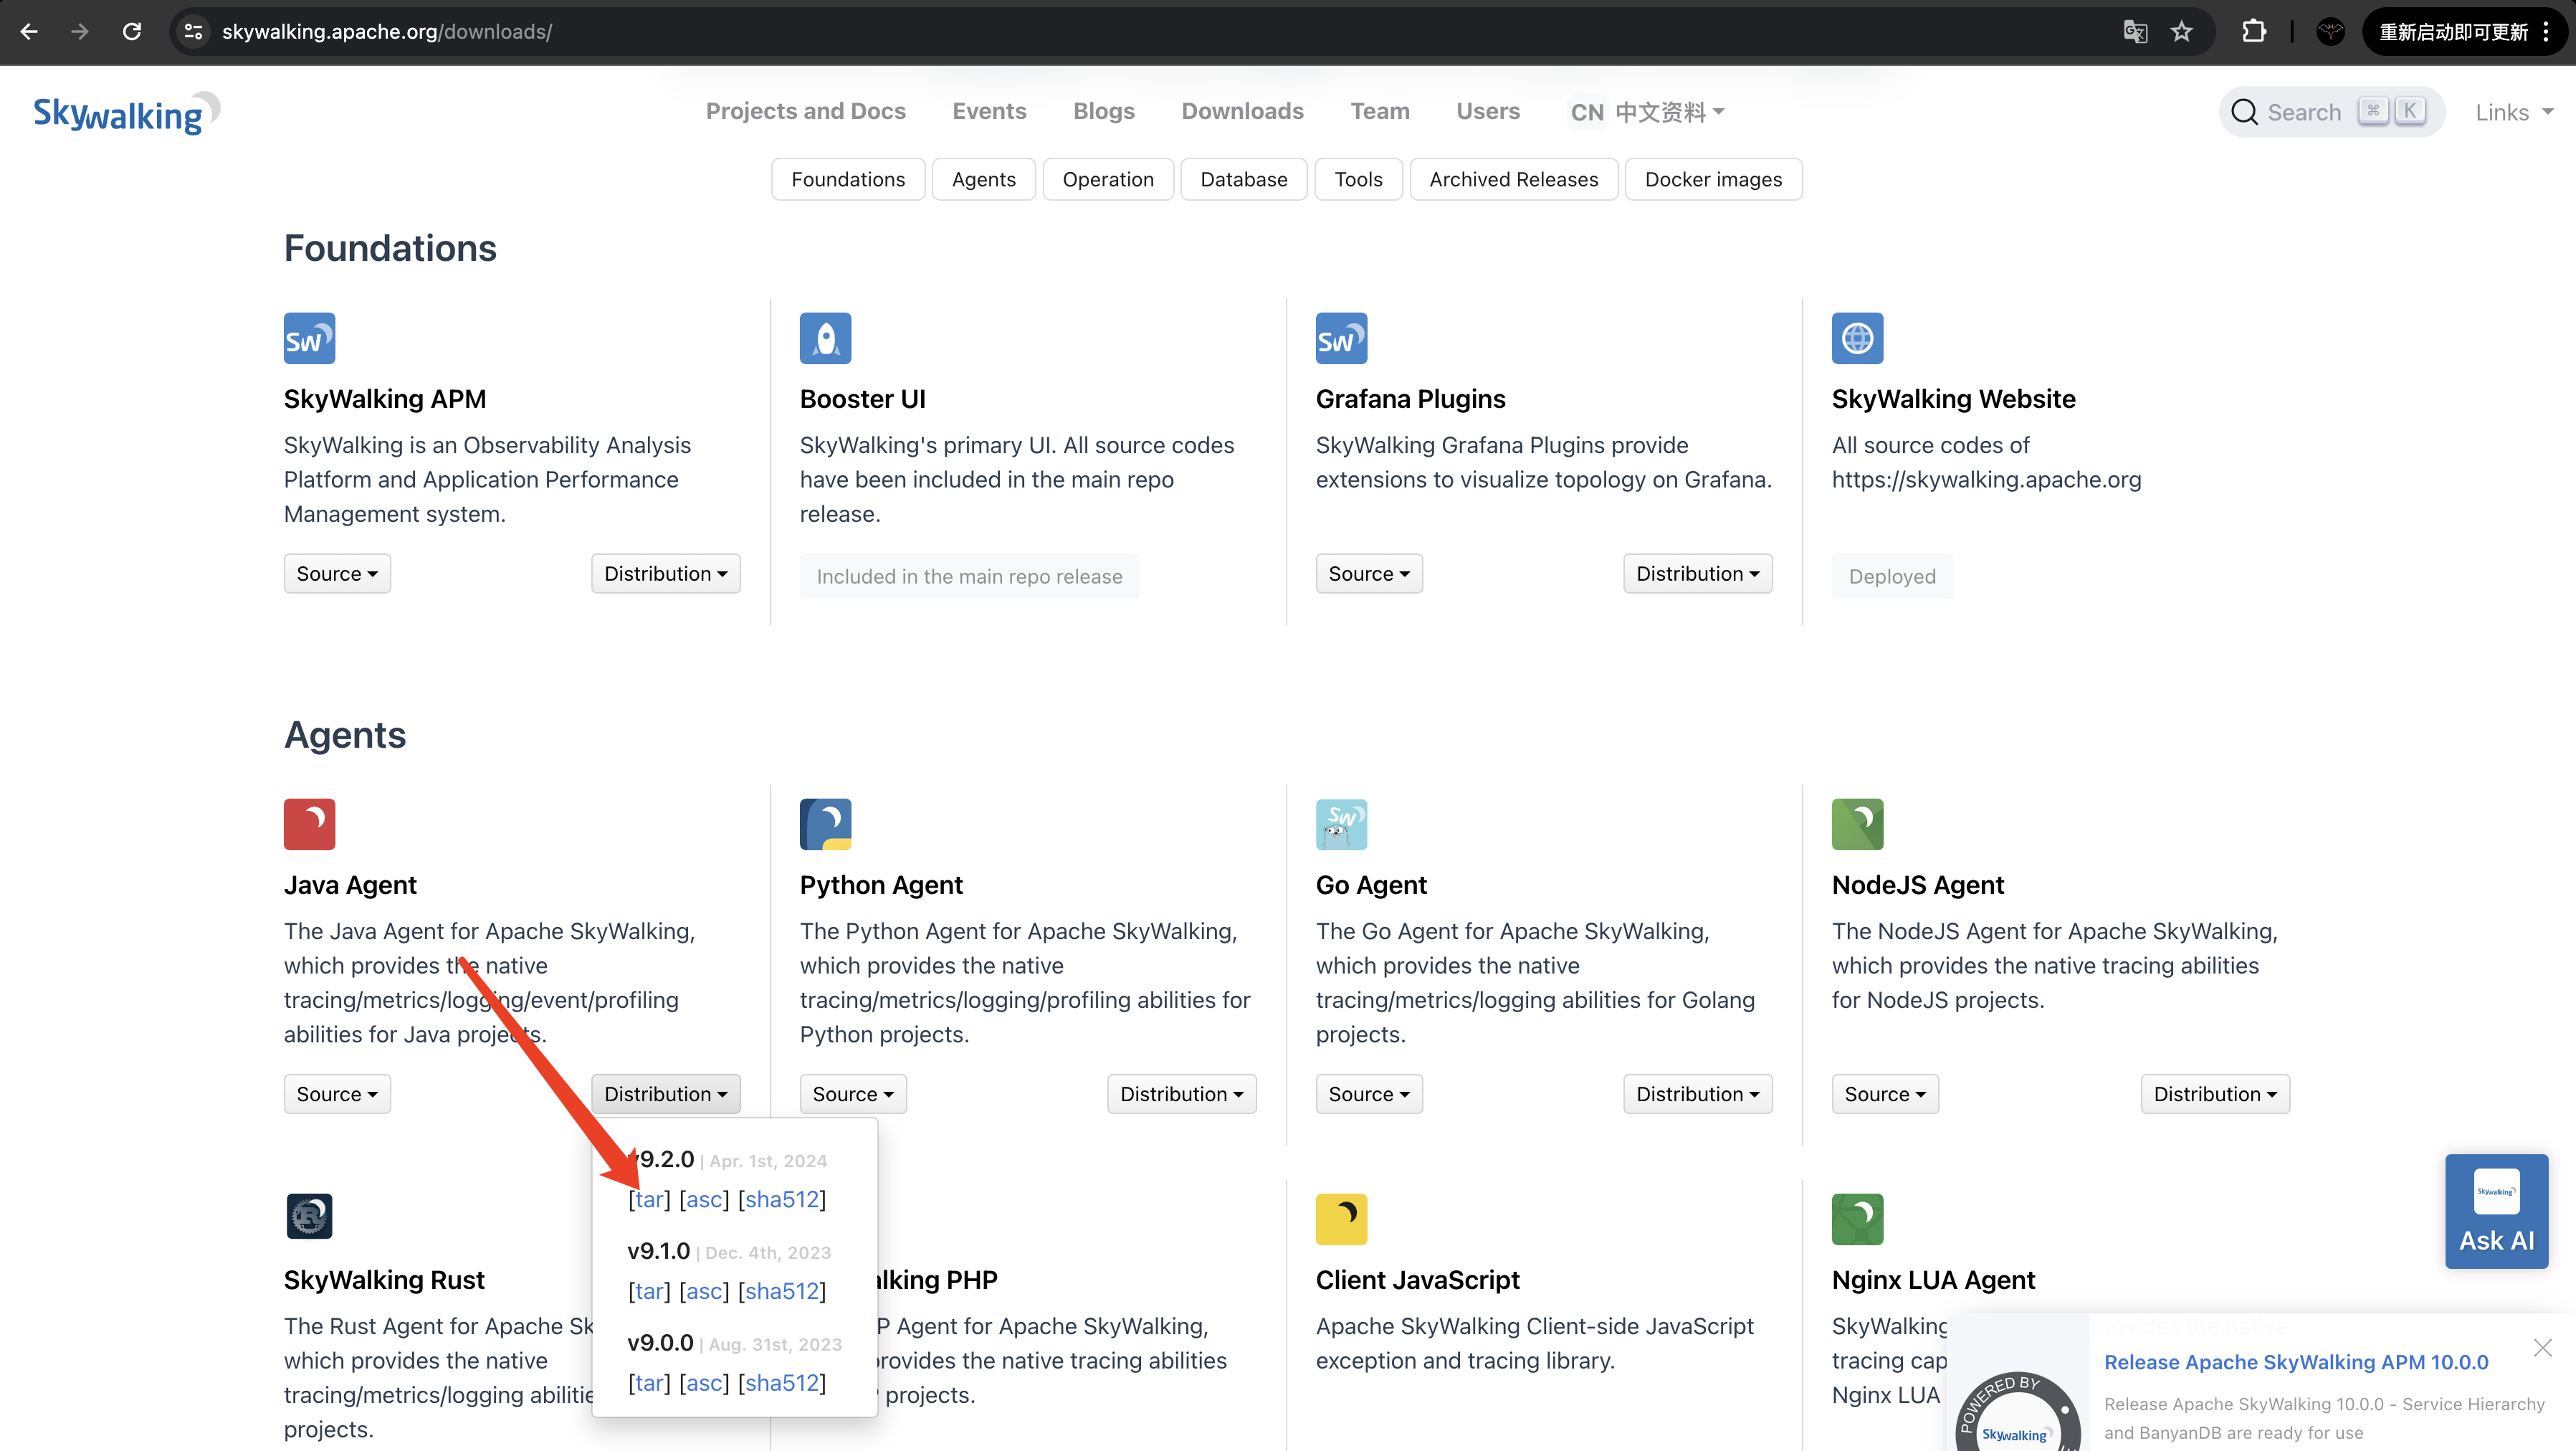 skywalking.apache.org/downloads/
重新启动即可更新
Skywalking
Projects and Docs
Events
Blogs
Downloads
Team
Users
CN 中文资料
Search ⌘ K
Links
Foundations
Agents
Operation
Database
Tools
Archived Releases
Docker images
Foundations
SW
SkyWalking APM
SkyWalking is an Observability Analysis
Platform and Application Performance
Management system.
Source
Distribution
Booster UI
SkyWalking's primary UI. All source codes
have been included in the main repo
release.
Included in the main repo release
SW
Grafana Plugins
SkyWalking Grafana Plugins provide
extensions to visualize topology on Grafana.
Source
Distribution
SkyWalking Website
All source codes of
https://skywalking.apache.org
Deployed
Agents
Java Agent
The Java Agent for Apache SkyWalking,
which provides the native
tracing/metrics/logging/event/profiling
abilities for Java projects.
Source
Distribution
v9.2.0 | Apr. 1st, 2024
[tar] [asc] [sha512]
v9.1.0 | Dec. 4th, 2023
[tar] [asc] [sha512]
v9.0.0 | Aug. 31st, 2023
[tar] [asc] [sha512]
Python Agent
The Python Agent for Apache SkyWalking,
which provides the native
tracing/metrics/logging/profiling abilities for
Python projects.
Source
Distribution
SW
Go Agent
The Go Agent for Apache SkyWalking,
which provides the native
tracing/metrics/logging abilities for Golang
projects.
Source
Distribution
NodeJS Agent
The NodeJS Agent for Apache SkyWalking,
which provides the native tracing abilities
for NodeJS projects.
Source
Distribution
SkyWalking Rust
The Rust Agent for Apache Sk
which provides the native
tracing/metrics/logging abilitie
projects.
alking PHP
P Agent for Apache SkyWalking,
rovides the native tracing abilities
projects.
Client JavaScript
Apache SkyWalking Client-side JavaScript
exception and tracing library.
Nginx LUA Agent
SkyWalking provides the native
tracing cap
Nginx LUA
Skywalking
Ask AI
POWERED BY
Skywalking
Release Apache SkyWalking APM 10.0.0
Release Apache SkyWalking 10.0.0 - Service Hierarchy
and BanyanDB are ready for use